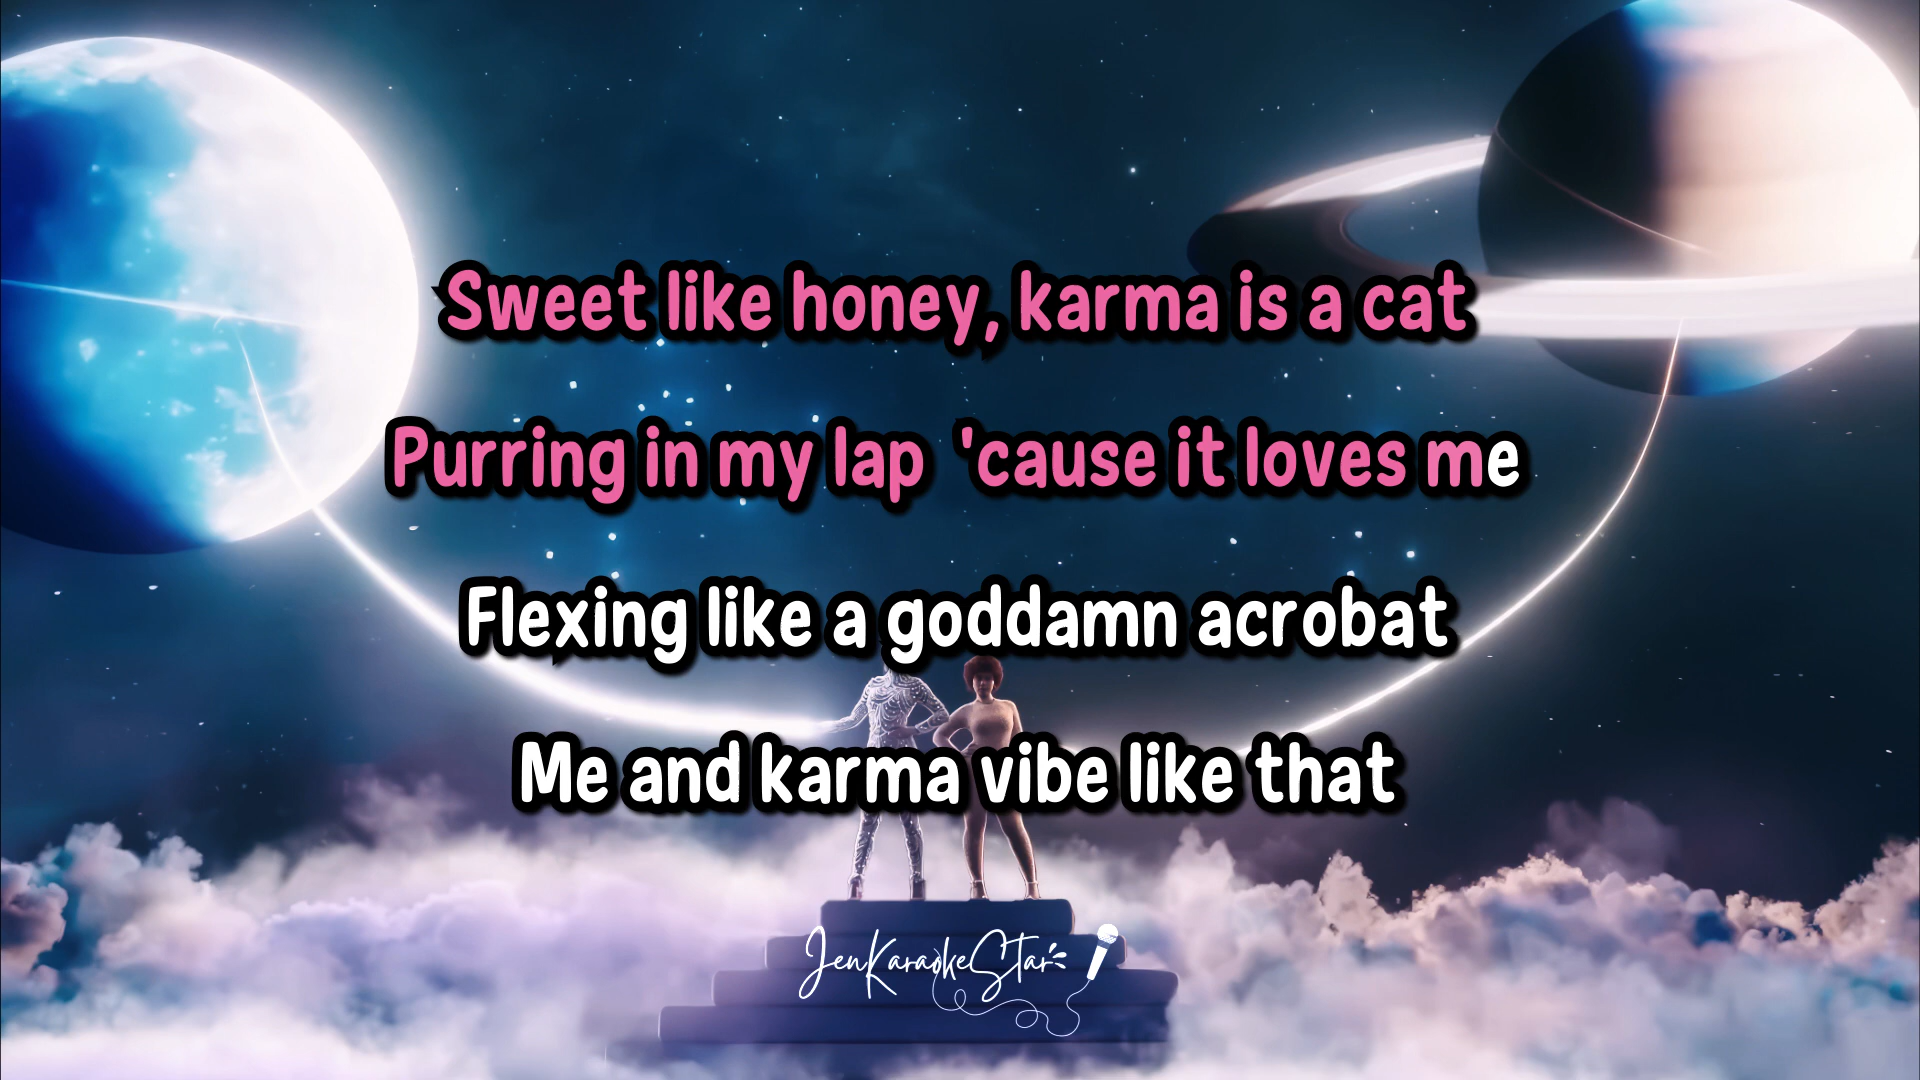 Sweet like honey, karma is a cat
Purring in my lap 'cause it loves me
Flexing like a goddamn acrobat
Me and karma vibe like that
JenKaraokeStar